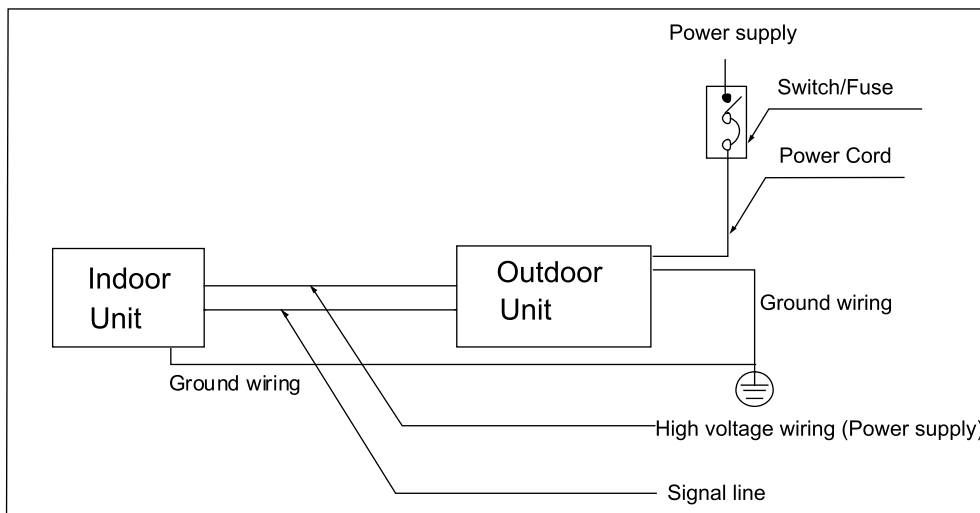 Power supply
Switch/Fuse
Power Cord
Indoor
Unit
Outdoor
Unit
Ground wiring
Ground wiring
High voltage wiring (Power supply)
Signal line